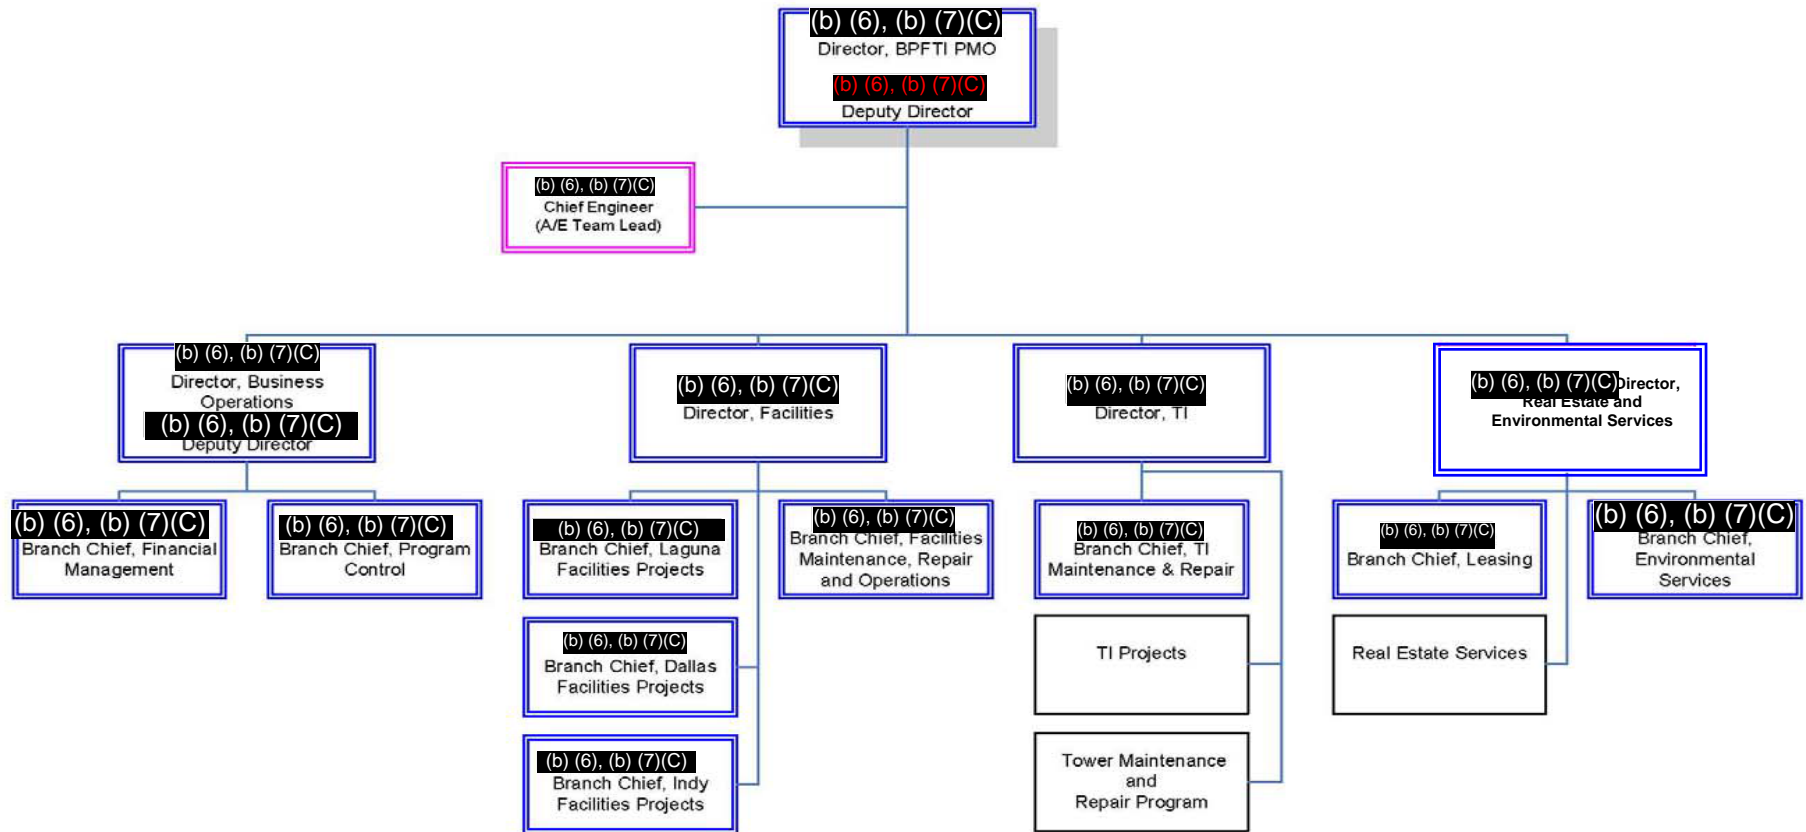 (b) (6), (b) (7)(C)
Director, BPFTI PMO
(b) (6), (b) (7)(C)
Deputy Director
(b) (6), (b) (7)(C)
Chief Engineer
(A/E Team Lead)
(b) (6), (b) (7)(C)
Director, Business
Operations
(b) (6), (b) (7)(C)
Deputy Director
(b) (6), (b) (7)(C)
Director, Facilities
(b) (6), (b) (7)(C)
Director, TI
(b) (6), (b) (7)(C) Director,
Real Estate and
Environmental Services
(b) (6), (b) (7)(C)
Branch Chief, Financial
Management
(b) (6), (b) (7)(C)
Branch Chief, Program
Control
(b) (6), (b) (7)(C)
Branch Chief, Laguna
Facilities Projects
(b) (6), (b) (7)(C)
Branch Chief, Facilities
Maintenance, Repair
and Operations
(b) (6), (b) (7)(C)
Branch Chief, TI
Maintenance & Repair
(b) (6), (b) (7)(C)
Branch Chief, Leasing
(b) (6), (b) (7)(C)
Branch Chief,
Environmental
Services
(b) (6), (b) (7)(C)
Branch Chief, Dallas
Facilities Projects
TI Projects
Real Estate Services
(b) (6), (b) (7)(C)
Branch Chief, Indy
Facilities Projects
Tower Maintenance
and
Repair Program